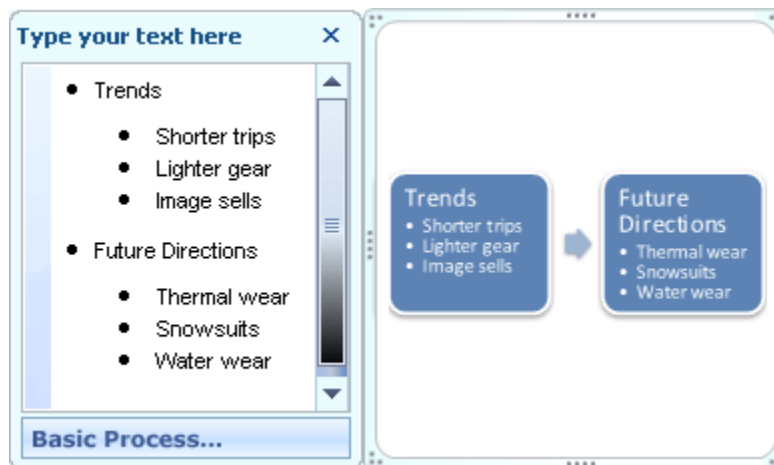 Type your text here
• Trends
• Shorter trips
• Lighter gear
• Image sells
• Future Directions
• Thermal wear
• Snowsuits
• Water wear
Basic Process...
Trends
• Shorter trips
• Lighter gear
• Image sells
Future
Directions
• Thermal wear
• Snowsuits
• Water wear